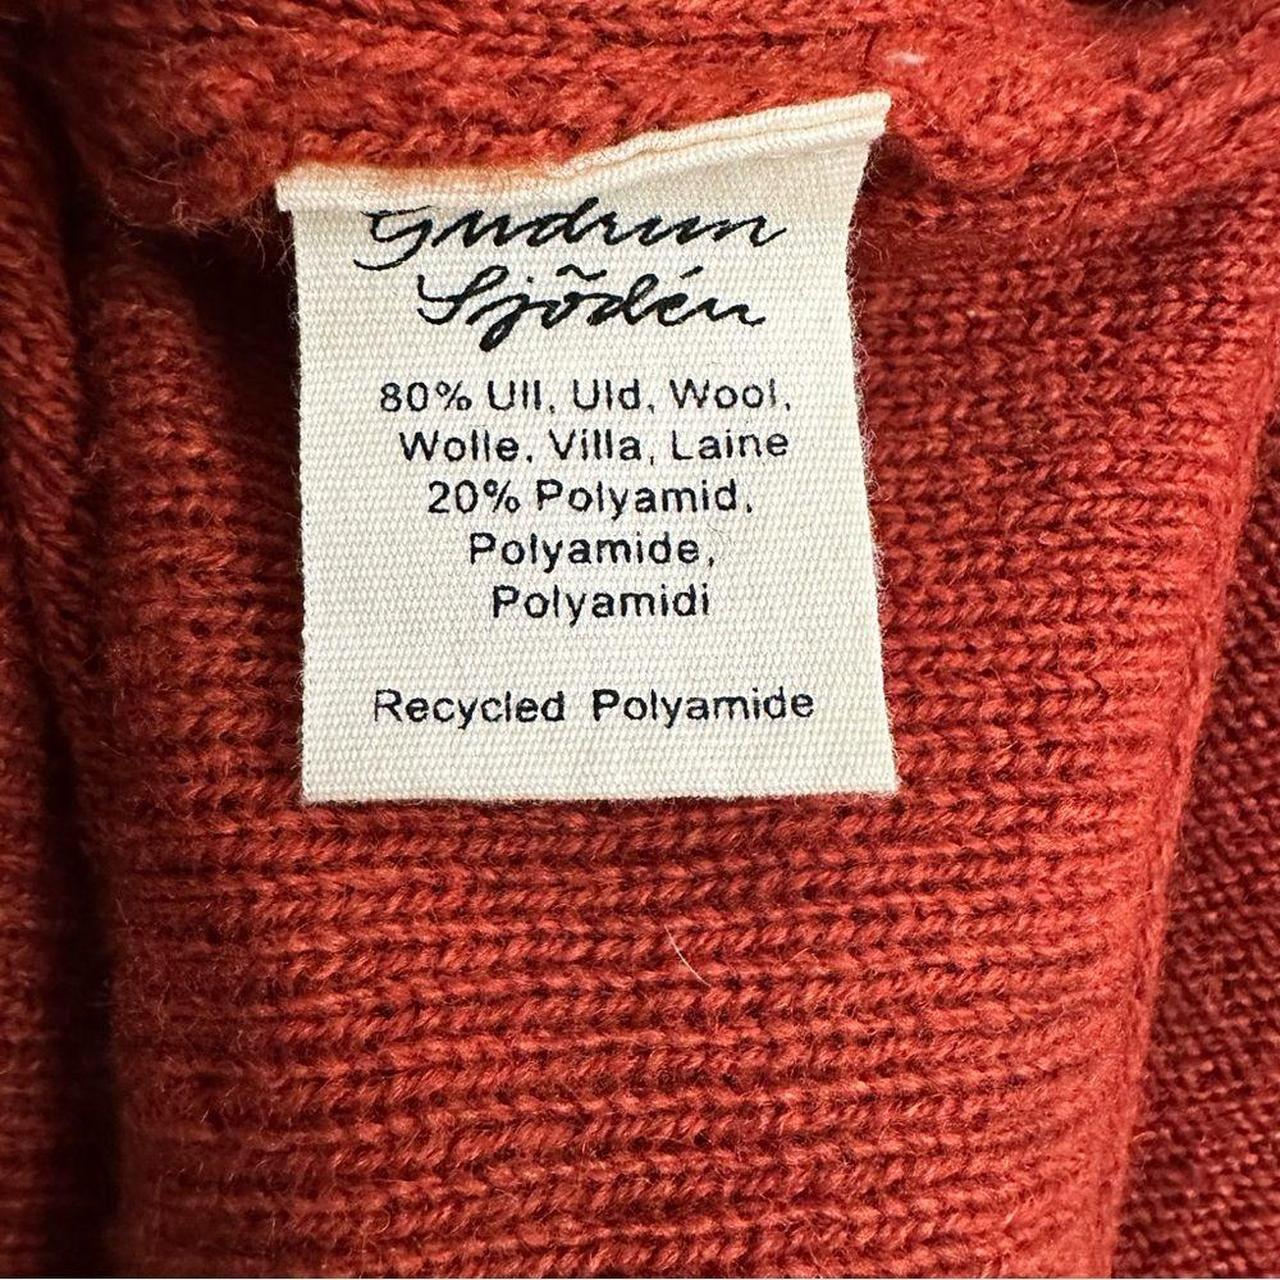 Gudrun
Sjödén
80% Ull, Uld, Wool,
Wolle, Villa, Laine
20% Polyamid,
Polyamide,
Polyamidi
Recycled Polyamide